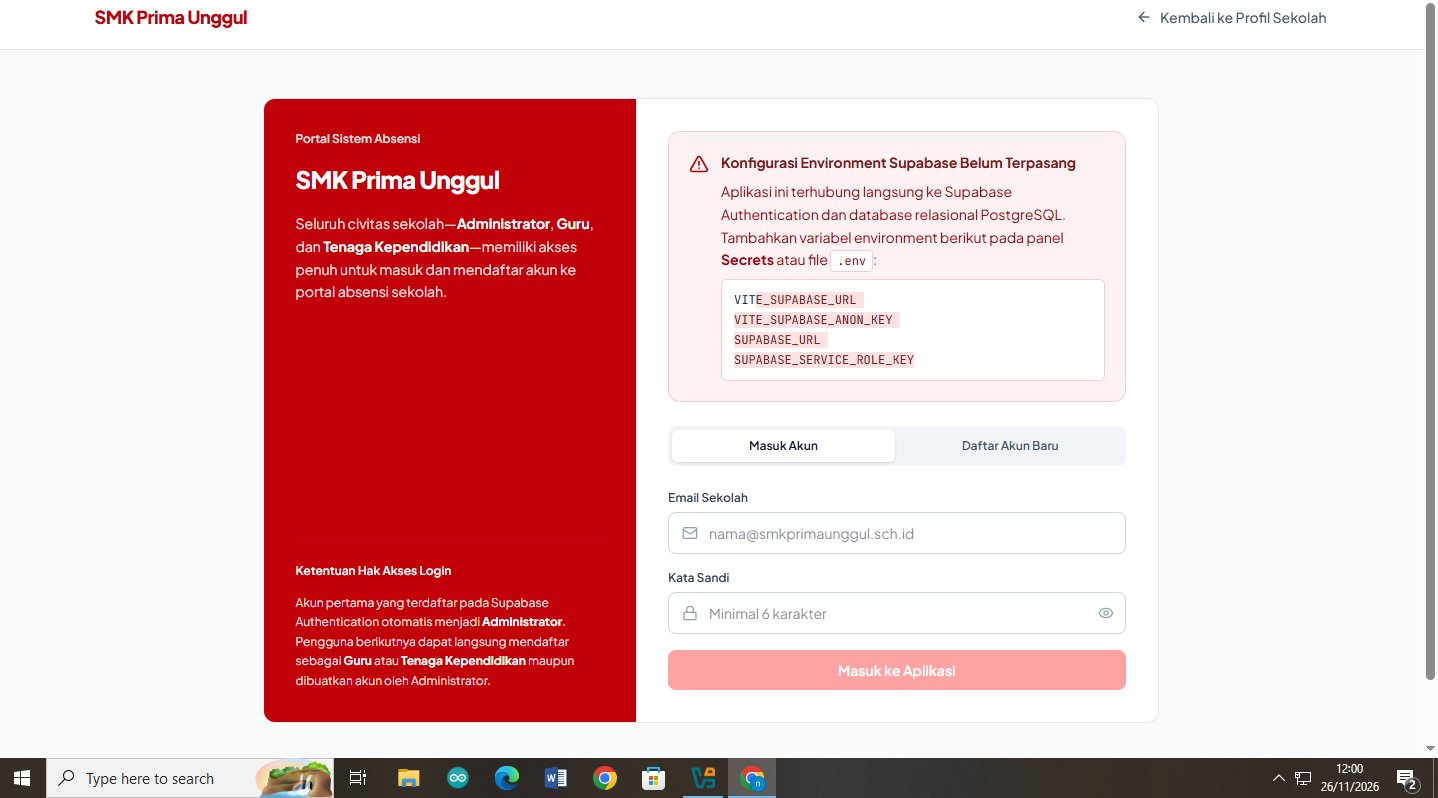 SMK Prima Unggul
Kembali ke Profil Sekolah
Portal Sistem Absensi
SMK Prima Unggul
Seluruh civitas sekolah—Administrator, Guru,
dan Tenaga Kependidikan—memiliki akses
penuh untuk masuk dan mendaftar akun ke
portal absensi sekolah.
Ketentuan Hak Akses Login
Akun pertama yang terdaftar pada Supabase
Authentication otomatis menjadi Administrator.
Pengguna berikutnya dapat langsung mendaftar
sebagai Guru atau Tenaga Kependidikan maupun
dibuatkan akun oleh Administrator.
Konfigurasi Environment Supabase Belum Terpasang
Aplikasi ini terhubung langsung ke Supabase
Authentication dan database relasional PostgreSQL.
Tambahkan variabel environment berikut pada panel
Secrets atau file .env:
VITE_SUPABASE_URL
VITE_SUPABASE_ANON_KEY
SUPABASE_URL
SUPABASE_SERVICE_ROLE_KEY
Masuk Akun
Daftar Akun Baru
Email Sekolah
nama@smkprimaunggul.sch.id
Kata Sandi
Minimal 6 karakter
Masuk ke Aplikasi
Type here to search
n
12:00
26/11/2026
2